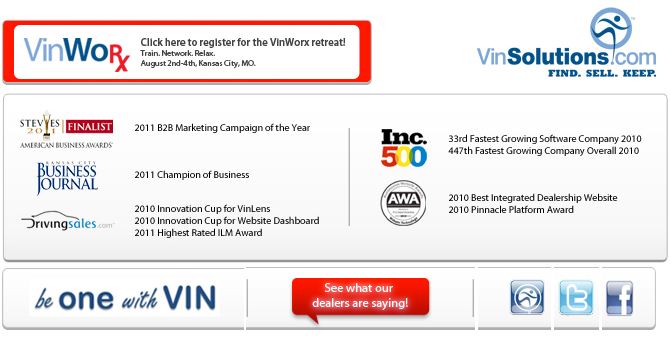 VinWoRx
Click here to register for the VinWorx retreat!
Train. Network. Relax.
August 2nd-4th, Kansas City, MO.
VinSolutions.com
FIND. SELL. KEEP.
STEVIES
2011
FINALIST
AMERICAN BUSINESS AWARDS
2011 B2B Marketing Campaign of the Year
KANSAS CITY
BUSINESS
JOURNAL
2011 Champion of Business
Drivingsales.com
2010 Innovation Cup for VinLens
2010 Innovation Cup for Website Dashboard
2011 Highest Rated ILM Award
Inc.
500
33rd Fastest Growing Software Company 2010
447th Fastest Growing Company Overall 2010
AWA
2010 Best Integrated Dealership Website
2010 Pinnacle Platform Award
be one with VIN
See what our
dealers are saying!